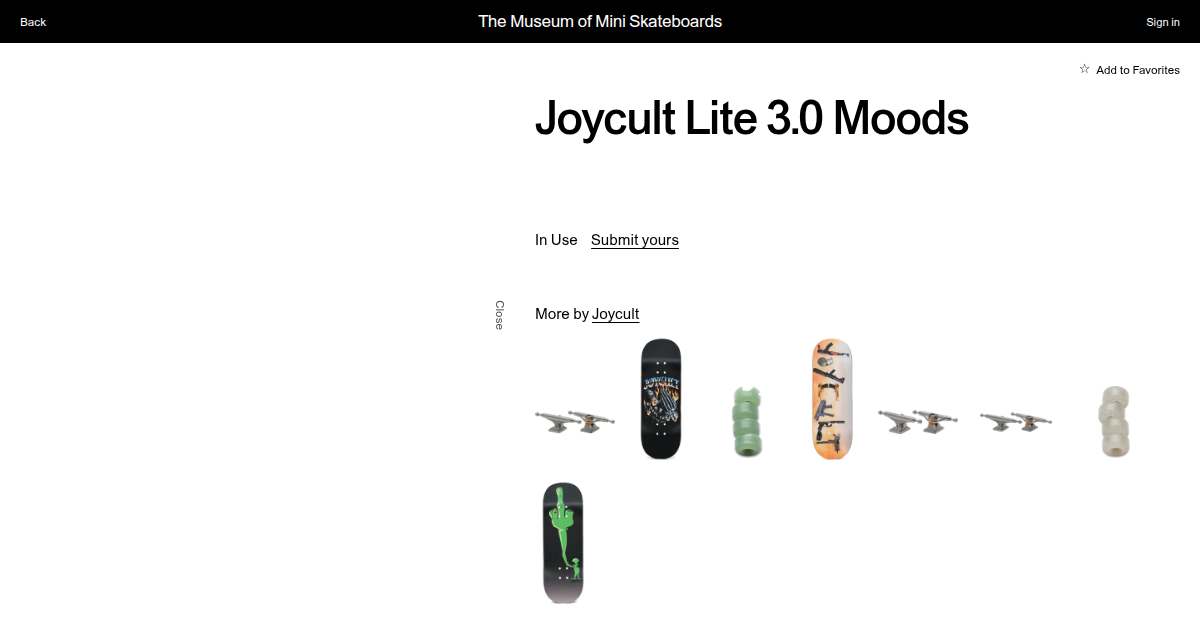 Back
The Museum of Mini Skateboards
Sign in
☆ Add to Favorites
Joycult Lite 3.0 Moods
In Use Submit yours
Close
More by Joycult